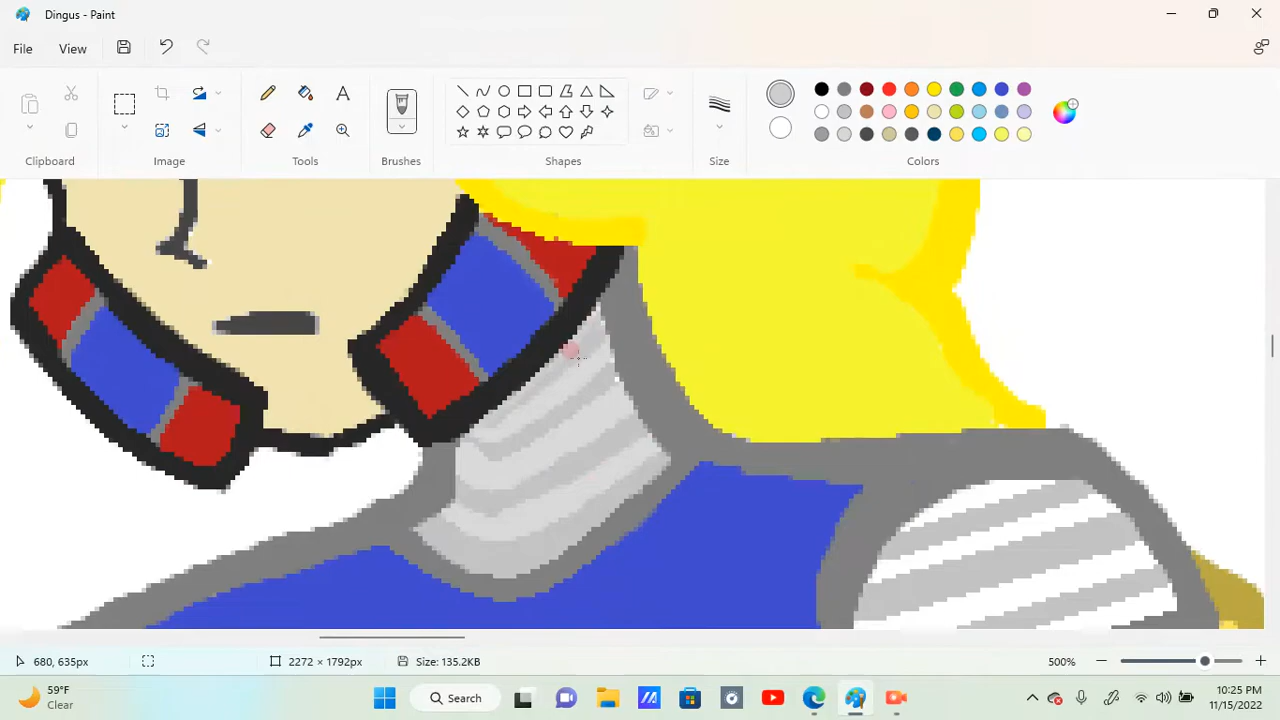 Dingus - Paint
File View
Clipboard Image Tools Brushes Shapes Size Colors
680, 635px 2272 × 1792px Size: 135.2KB 500%
59°F
Clear
Search
10:25 PM
11/15/2022